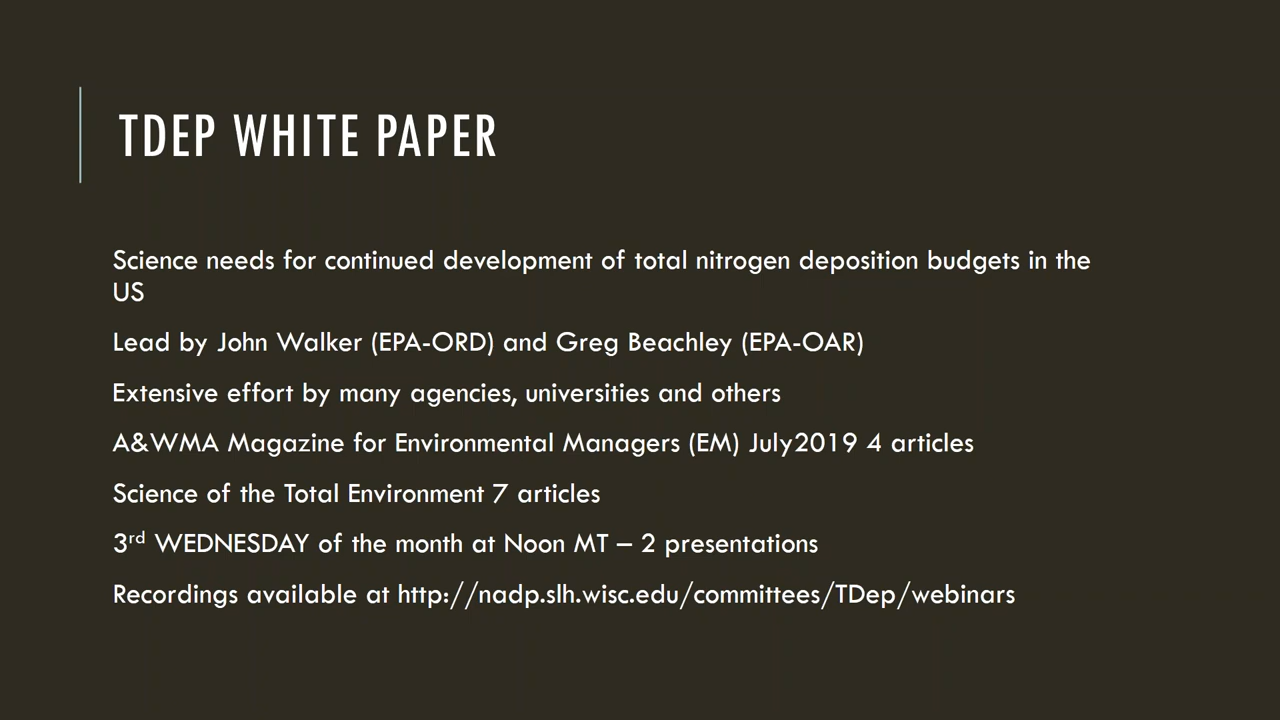 TDEP WHITE PAPER
Science needs for continued development of total nitrogen deposition budgets in the
US
Lead by John Walker (EPA-ORD) and Greg Beachley (EPA-OAR)
Extensive effort by many agencies, universities and others
A&WMA Magazine for Environmental Managers (EM) July2019 4 articles
Science of the Total Environment 7 articles
3rd WEDNESDAY of the month at Noon MT – 2 presentations
Recordings available at http://nadp.slh.wisc.edu/committees/TDep/webinars